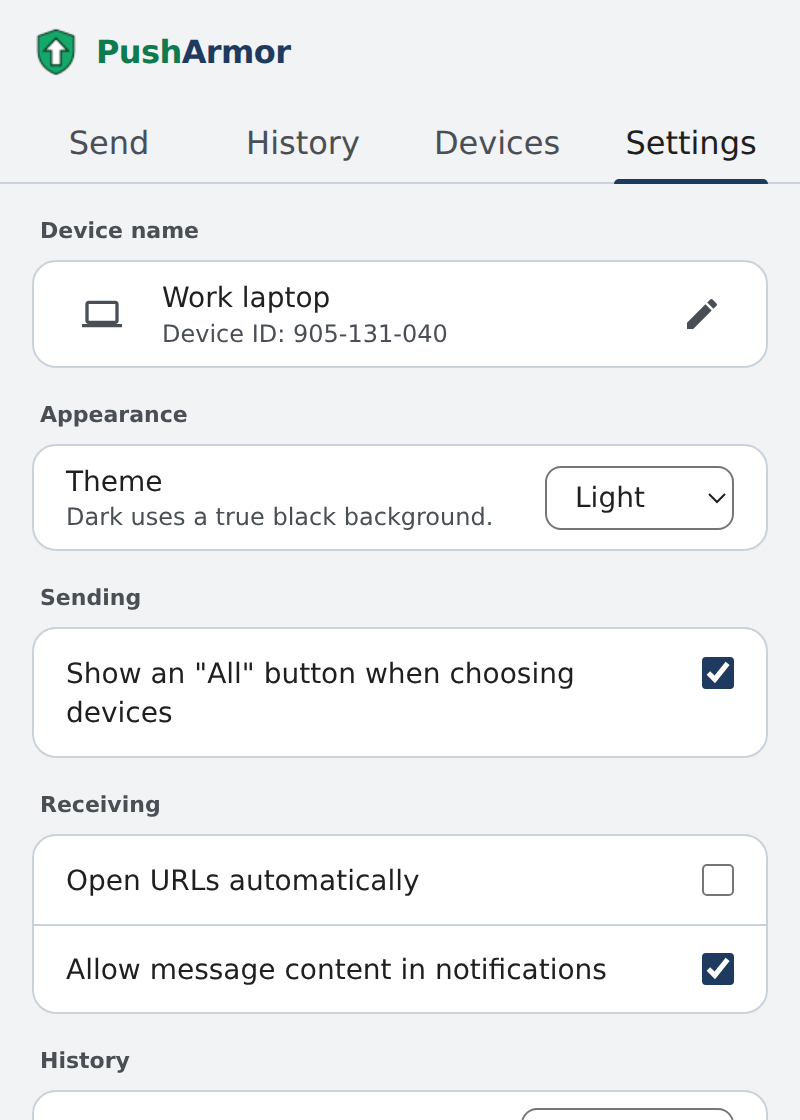 PushArmor
Send History Devices Settings
Device name
Work laptop
Device ID: 905-131-040
Appearance
Theme
Dark uses a true black background.
Light
Sending
Show an "All" button when choosing
devices
Receiving
Open URLs automatically
Allow message content in notifications
History